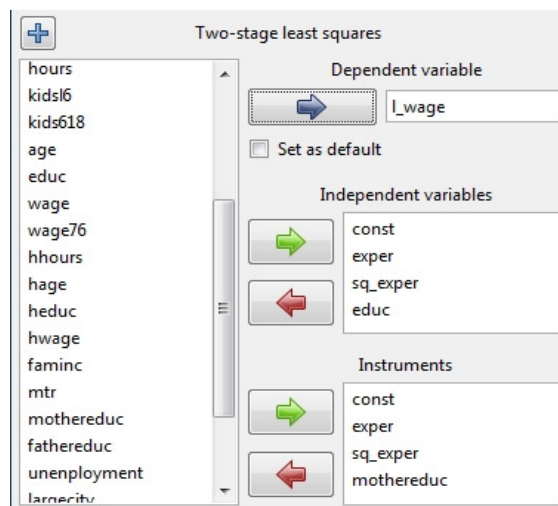 Two-stage least squares
hours
kidsl6
kids618
age
educ
wage
wage76
hhours
hage
heduc
hwage
faminc
mtr
mothereduc
fathereduc
unenployment
largecity
Dependent variable
l_wage
Set as default
Independent variables
const
exper
sq_exper
educ
Instruments
const
exper
sq_exper
mothereduc